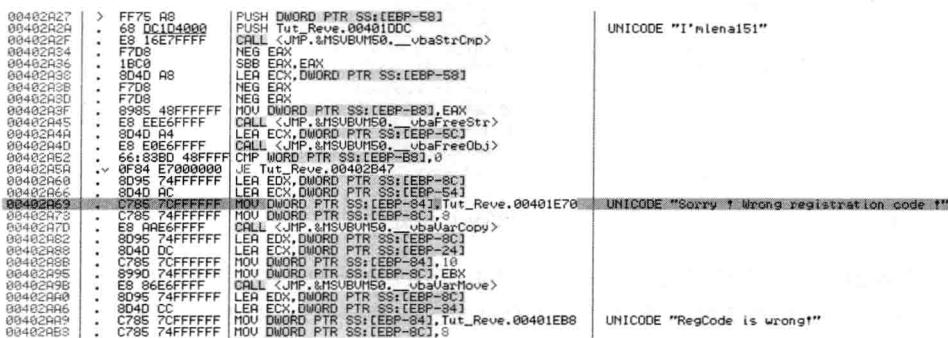 00402A27 > FF75 A8 PUSH DWORD PTR SS:[EBP-58]
00402A2A . 68 DC1D4000 PUSH Tut_Reve.00401DDC UNICODE "I'mlena151"
00402A2F . E8 16E7FFFF CALL <JMP.&MSVBVM50.__vbaStrCmp>
00402A34 . F7D8 NEG EAX
00402A36 . 1BC0 SBB EAX,EAX
00402A38 . 8D4D A8 LEA ECX,DWORD PTR SS:[EBP-58]
00402A3B . F7D8 NEG EAX
00402A3D . F7D8 NEG EAX
00402A3F . 8985 48FFFFFF MOV DWORD PTR SS:[EBP-B8],EAX
00402A45 . E8 EEE6FFFF CALL <JMP.&MSVBVM50.__vbaFreeStr>
00402A4A . 8D4D A4 LEA ECX,DWORD PTR SS:[EBP-5C]
00402A4D . E8 E0E6FFFF CALL <JMP.&MSVBVM50.__vbaFreeObj>
00402A52 . 66:83BD 48FFFF CMP WORD PTR SS:[EBP-B8],0
00402A5A .v 0F84 E7000000 JE Tut_Reve.00402B47
00402A60 . 8D95 74FFFFFF LEA EDX,DWORD PTR SS:[EBP-8C]
00402A66 . 8D4D AC LEA ECX,DWORD PTR SS:[EBP-54]
00402A69 . C785 7CFFFFFF MOV DWORD PTR SS:[EBP-84],Tut_Reve.00401E70 UNICODE "Sorry ! Wrong registration code !"
00402A73 . C785 74FFFFFF MOV DWORD PTR SS:[EBP-8C],8
00402A7D . E8 AAE6FFFF CALL <JMP.&MSVBVM50.__vbaVarCopy>
00402A82 . 8D95 74FFFFFF LEA EDX,DWORD PTR SS:[EBP-8C]
00402A88 . 8D4D DC LEA ECX,DWORD PTR SS:[EBP-24]
00402A8B . C785 7CFFFFFF MOV DWORD PTR SS:[EBP-84],10
00402A95 . 899D 74FFFFFF MOV DWORD PTR SS:[EBP-8C],EBX
00402A9B . E8 86E6FFFF CALL <JMP.&MSVBVM50.__vbaVarMove>
00402AA0 . 8D95 74FFFFFF LEA EDX,DWORD PTR SS:[EBP-8C]
00402AA6 . 8D4D CC LEA ECX,DWORD PTR SS:[EBP-34]
00402AA9 . C785 7CFFFFFF MOV DWORD PTR SS:[EBP-84],Tut_Reve.00401EB8 UNICODE "RegCode is wrong!"
00402AB3 . C785 74FFFFFF MOV DWORD PTR SS:[EBP-8C],8